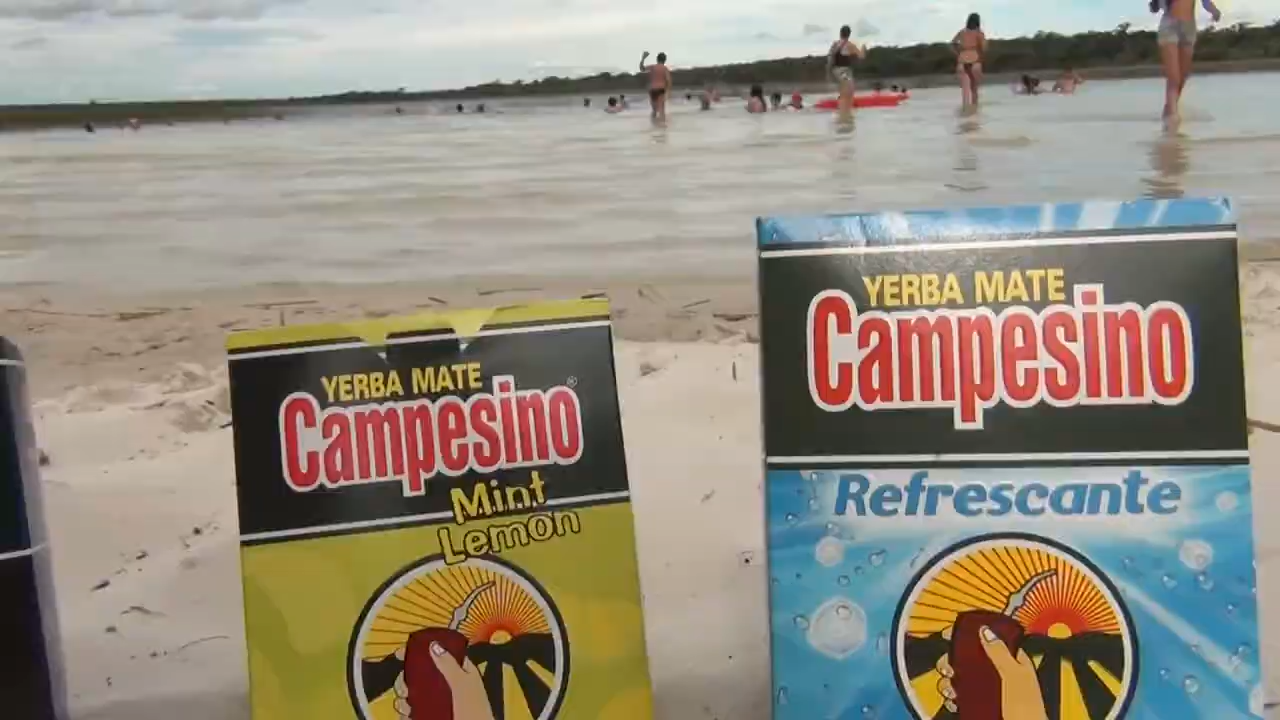 YERBA MATE
Campesino®
Mint
Lemon
YERBA MATE
Campesino
Refrescante